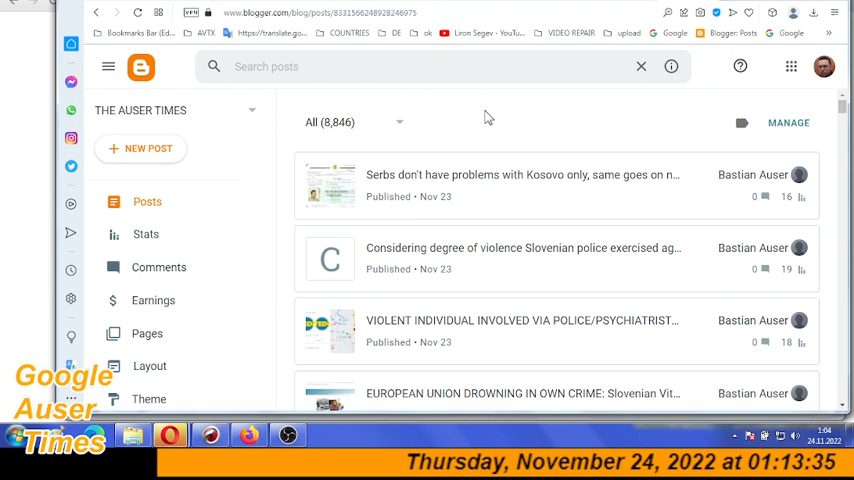 VPN www.blogger.com/blog/posts/8331566248928246975
Bookmarks Bar (Ed... AVTX https://translate.go... COUNTRIES DE ok Liron Segev - YouTu... VIDEO REPAIR upload Google Blogger: Posts Google »
Search posts
THE AUSER TIMES
All (8,846)
MANAGE
+ NEW POST
Posts
Stats
Comments
Earnings
Pages
Layout
Theme
Serbs don't have problems with Kosovo only, same goes on n...
Bastian Auser
Published • Nov 23
0 16
Considering degree of violence Slovenian police exercised ag...
Bastian Auser
Published • Nov 23
0 19
C
VIOLENT INDIVIDUAL INVOLVED VIA POLICE/PSYCHIATRIST...
Bastian Auser
Published • Nov 23
0 18
EUROPEAN UNION DROWNING IN OWN CRIME: Slovenian Vit...
Bastian Auser
Google
Auser
Times
1:04
24.11.2022
Thursday, November 24, 2022 at 01:13:35